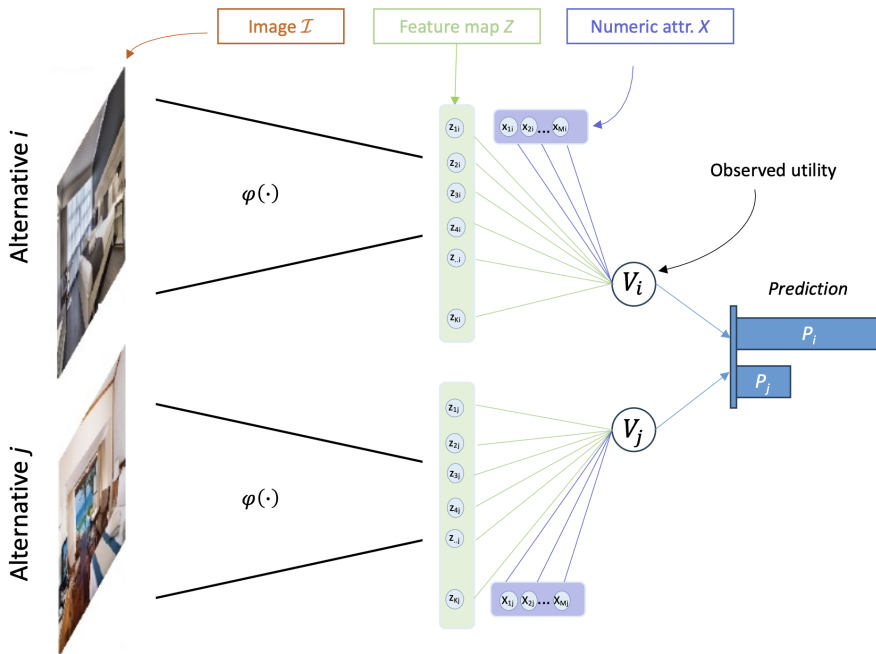 Image ℐ
Feature map Z
Numeric attr. X
Alternative i
φ(·)
z1i
z2i
z3i
z4i
z..i
zKi
x1i x2i ... xMi
Observed utility
Vi
Prediction
Pi
Pj
Alternative j
φ(·)
z1j
z2j
z3j
z4j
z..j
zKj
Vj
X1j X2j ... XMj